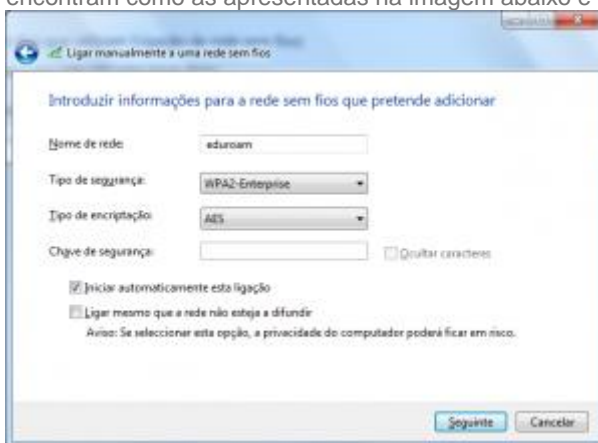 encontram como as apresentadas na imagem abaixo e
Ligar manualmente a uma rede sem fios
Introduzir informações para a rede sem fios que pretende adicionar
Nome de rede: eduroam
Tipo de segurança: WPA2-Enterprise
Tipo de encriptação: AES
Chave de segurança: Ocultar caracteres
Iniciar automaticamente esta ligação
Ligar mesmo que a rede não esteja a difundir
Aviso: Se seleccionar esta opção, a privacidade do computador poderá ficar em risco.
Seguinte Cancelar